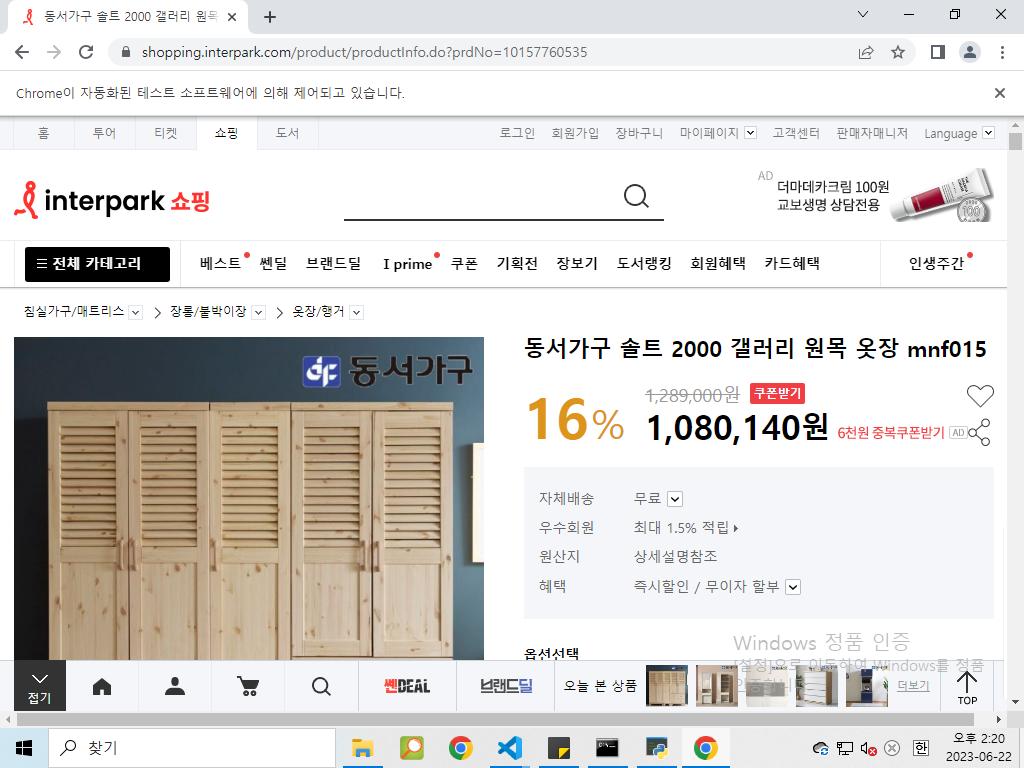 동서가구 솔트 2000 갤러리 원목
shopping.interpark.com/product/productInfo.do?prdNo=10157760535
Chrome이 자동화된 테스트 소프트웨어에 의해 제어되고 있습니다.
홈 투어 티켓 쇼핑 도서 로그인 회원가입 장바구니 마이페이지 고객센터 판매자매니저 Language
interpark 쇼핑
AD 더마데카크림 100원
교보생명 상담전용
전체 카테고리 베스트 쎈딜 브랜드딜 I prime 쿠폰 기획전 장보기 도서랭킹 회원혜택 카드혜택 인생주간
침실가구/매트리스 장롱/붙박이장 옷장/행거
동서가구
동서가구 솔트 2000 갤러리 원목 옷장 mnf015
16% 1,289,000원 쿠폰받기
1,080,140원 6천원 중복쿠폰받기 AD
자체배송 무료
우수회원 최대 1.5% 적립
원산지 상세설명참조
혜택 즉시할인 / 무이자 할부
옵션선택
Windows 정품 인증
[설정]으로 이동하여 Windows를 정품
접기 쎈DEAL 브랜드딜 오늘 본 상품 더보기 TOP
찾기
한
오후 2:20
2023-06-22